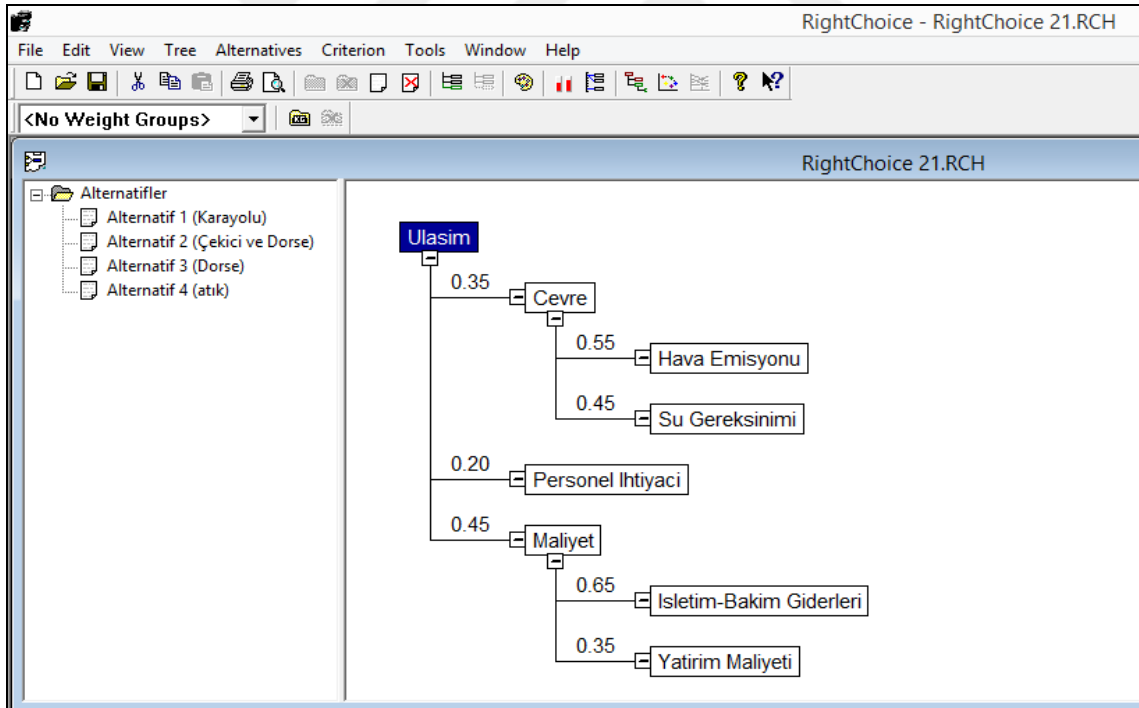 RightChoice - RightChoice 21.RCH
File Edit View Tree Alternatives Criterion Tools Window Help
<No Weight Groups>
RightChoice 21.RCH
Alternatifler
Alternatif 1 (Karayolu)
Alternatif 2 (Çekici ve Dorse)
Alternatif 3 (Dorse)
Alternatif 4 (atık)
Ulasim
0.35
Cevre
0.55
Hava Emisyonu
0.45
Su Gereksinimi
0.20
Personel Ihtiyaci
0.45
Maliyet
0.65
Isletim-Bakim Giderleri
0.35
Yatirim Maliyeti